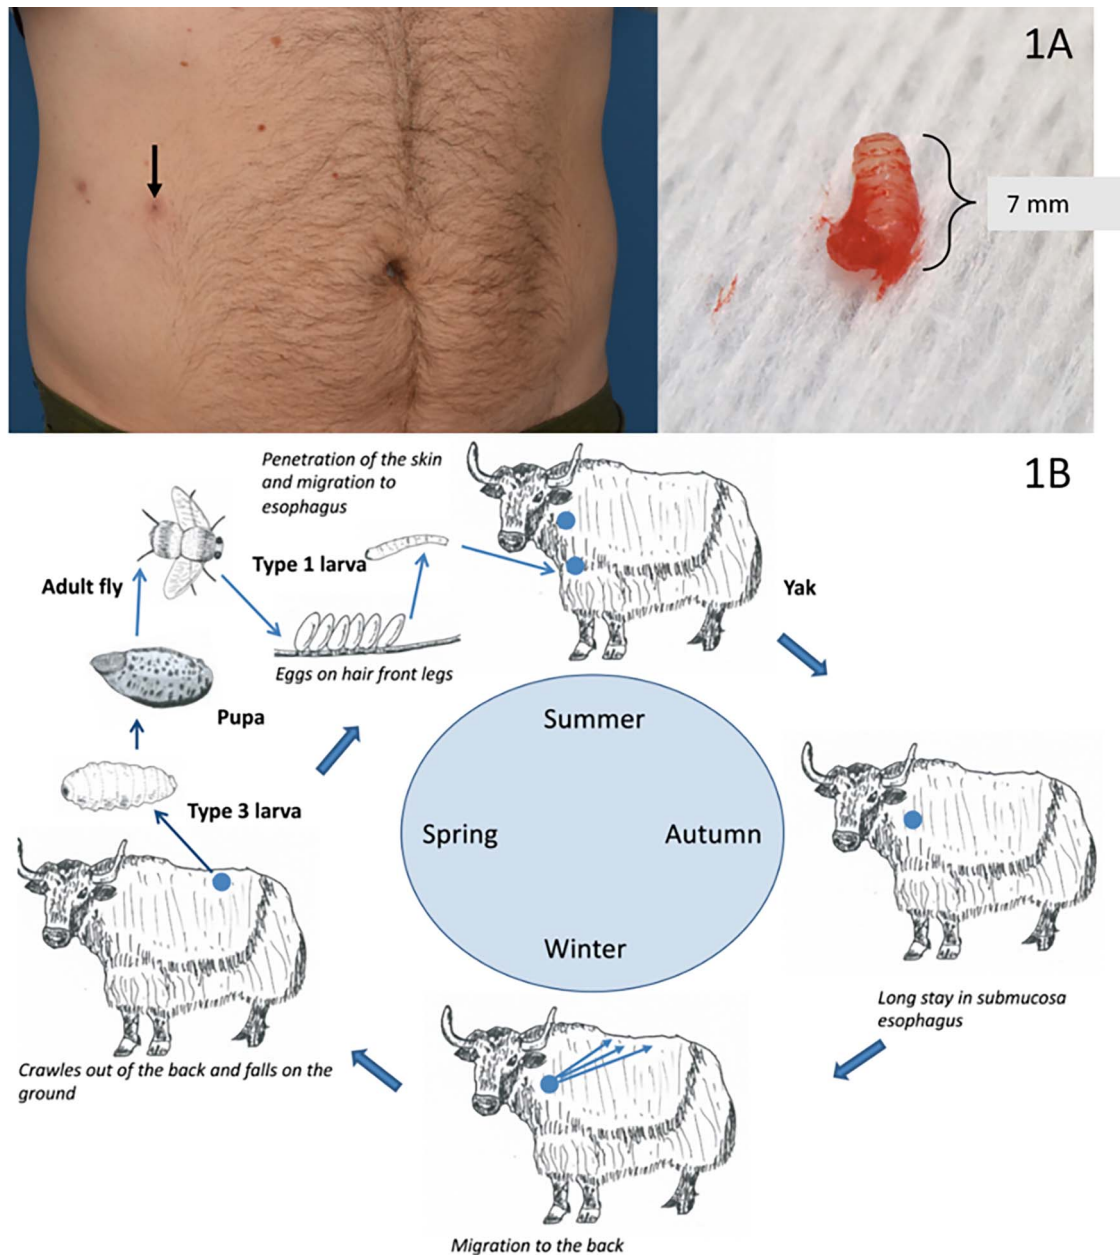 1A
7 mm
1B
Penetration of the skin
and migration to
esophagus
Type 1 larva
Adult fly
Yak
Eggs on hair front legs
Pupa
Summer
Type 3 larva
Spring
Autumn
Winter
Long stay in submucosa
esophagus
Crawles out of the back and falls on the
ground
Migration to the back